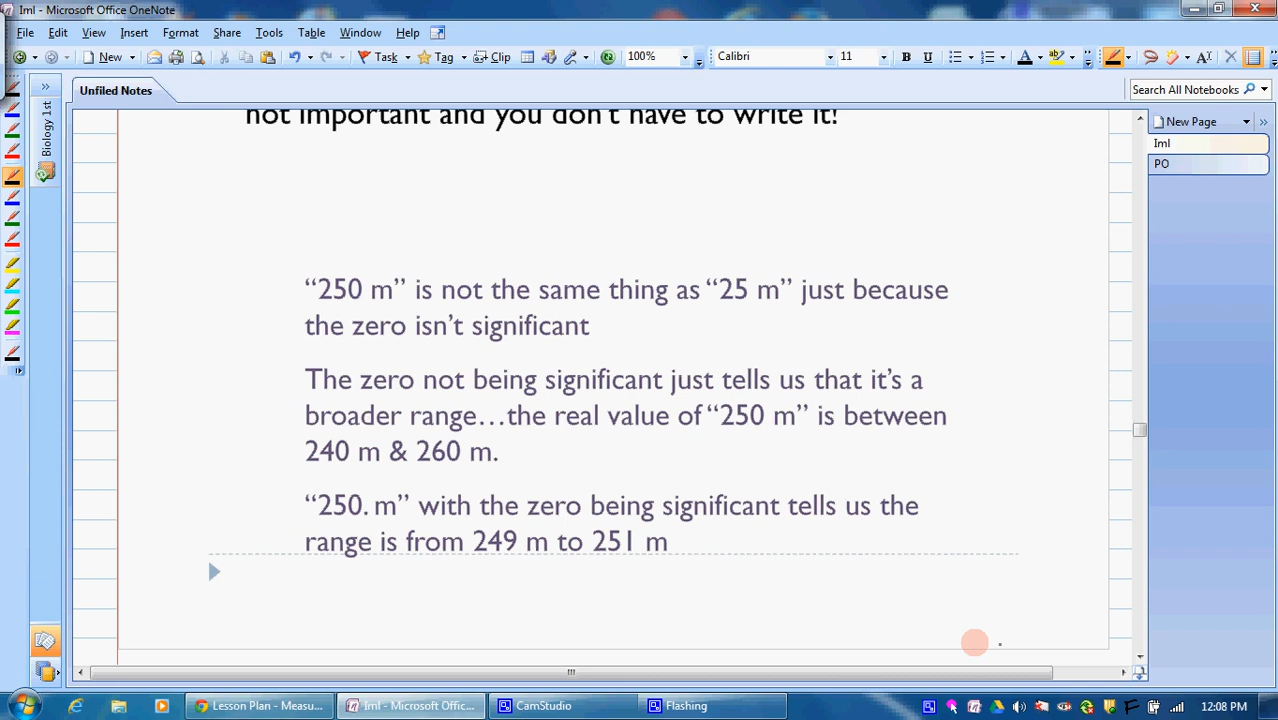 Iml - Microsoft Office OneNote
File Edit View Insert Format Share Tools Table Window Help
New Task Tag Clip 100% Calibri 11 B U
Unfiled Notes
Search All Notebooks
Biology 1st
New Page
Iml
PO
not important and you don't have to write it!
“250 m” is not the same thing as “25 m” just because
the zero isn’t significant
The zero not being significant just tells us that it’s a
broader range…the real value of “250 m” is between
240 m & 260 m.
“250. m” with the zero being significant tells us the
range is from 249 m to 251 m
Lesson Plan - Measu... Iml - Microsoft Offic... CamStudio Flashing 12:08 PM